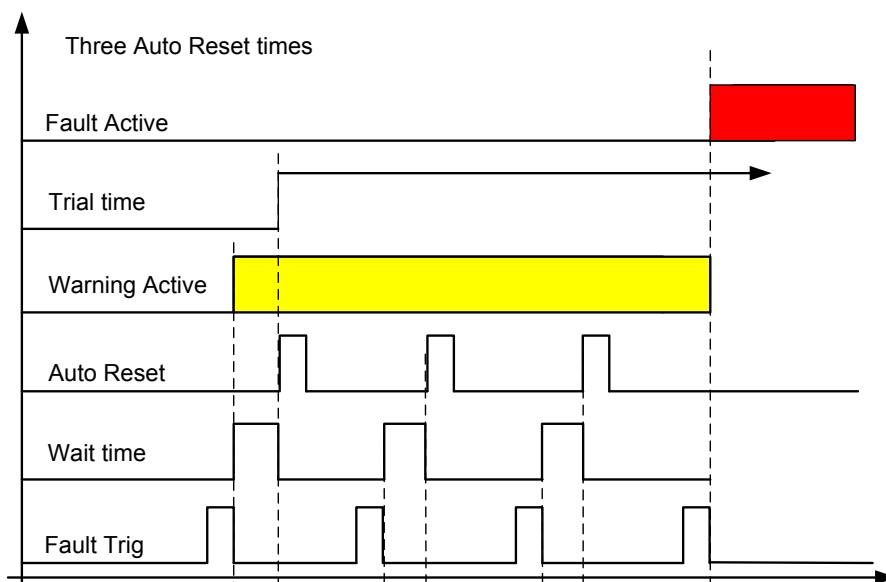 Three Auto Reset times
Fault Active
Trial time
Warning Active
Auto Reset
Wait time
Fault Trig